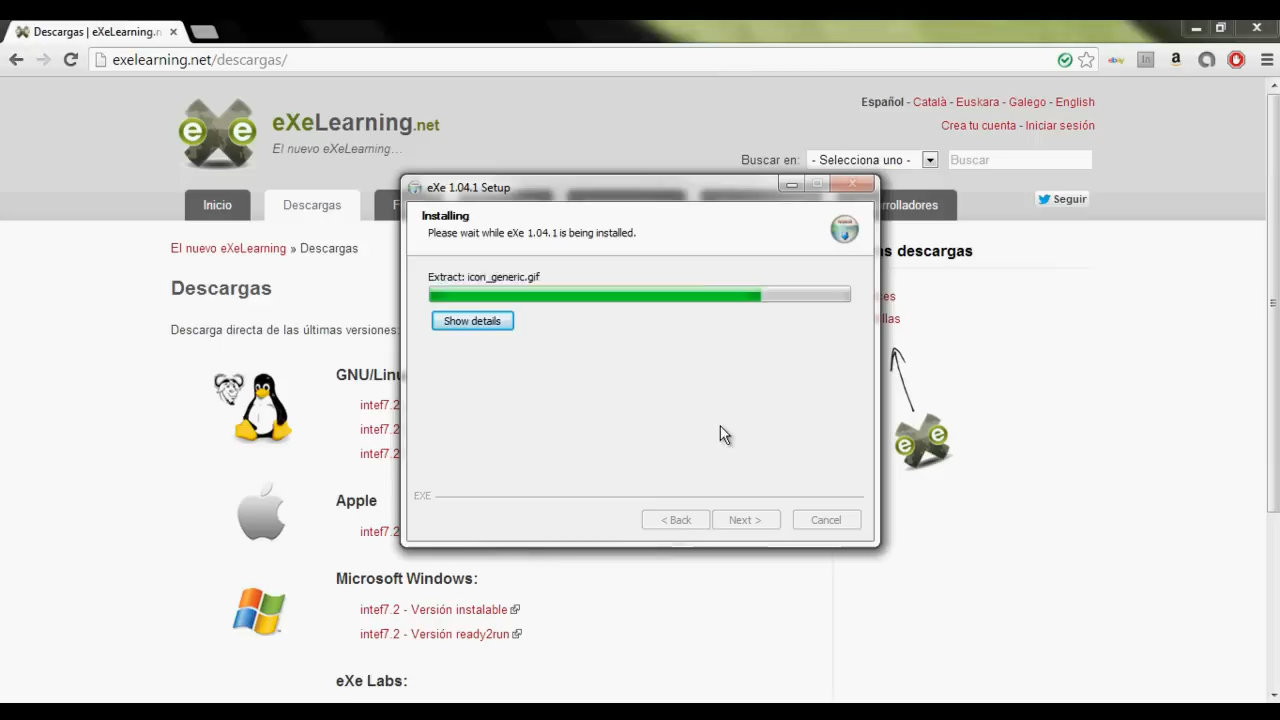 Descargas | eXeLearning.n
exelearning.net/descargas/
eXeLearning.net
El nuevo eXeLearning…
Español - Català - Euskara - Galego - English
Crea tu cuenta - Iniciar sesión
Buscar en: - Selecciona uno - Buscar
Inicio
Descargas
F
rrolladores
Seguir
El nuevo eXeLearning » Descargas
Descargas
Descarga directa de las últimas versiones:
eXe 1.04.1 Setup
Installing
Please wait while eXe 1.04.1 is being installed.
Extract: icon_generic.gif
Show details
EXE
< Back
Next >
Cancel
s descargas
es
llas
GNU/Linu
intef7.2
intef7.2
intef7.2
Apple
intef7.2
Microsoft Windows:
intef7.2 - Versión instalable
intef7.2 - Versión ready2run
eXe Labs: